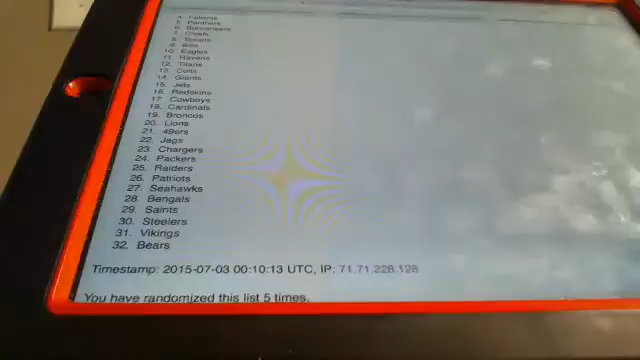 4. Falcons
5. Panthers
6. Buccaneers
7. Chiefs
8. Texans
9. Bills
10. Eagles
11. Ravens
12. Titans
13. Colts
14. Giants
15. Jets
16. Redskins
17. Cowboys
18. Cardinals
19. Broncos
20. Lions
21. 49ers
22. Jags
23. Chargers
24. Packers
25. Raiders
26. Patriots
27. Seahawks
28. Bengals
29. Saints
30. Steelers
31. Vikings
32. Bears
Timestamp: 2015-07-03 00:10:13 UTC, IP: 71.71.228.128
You have randomized this list 5 times.